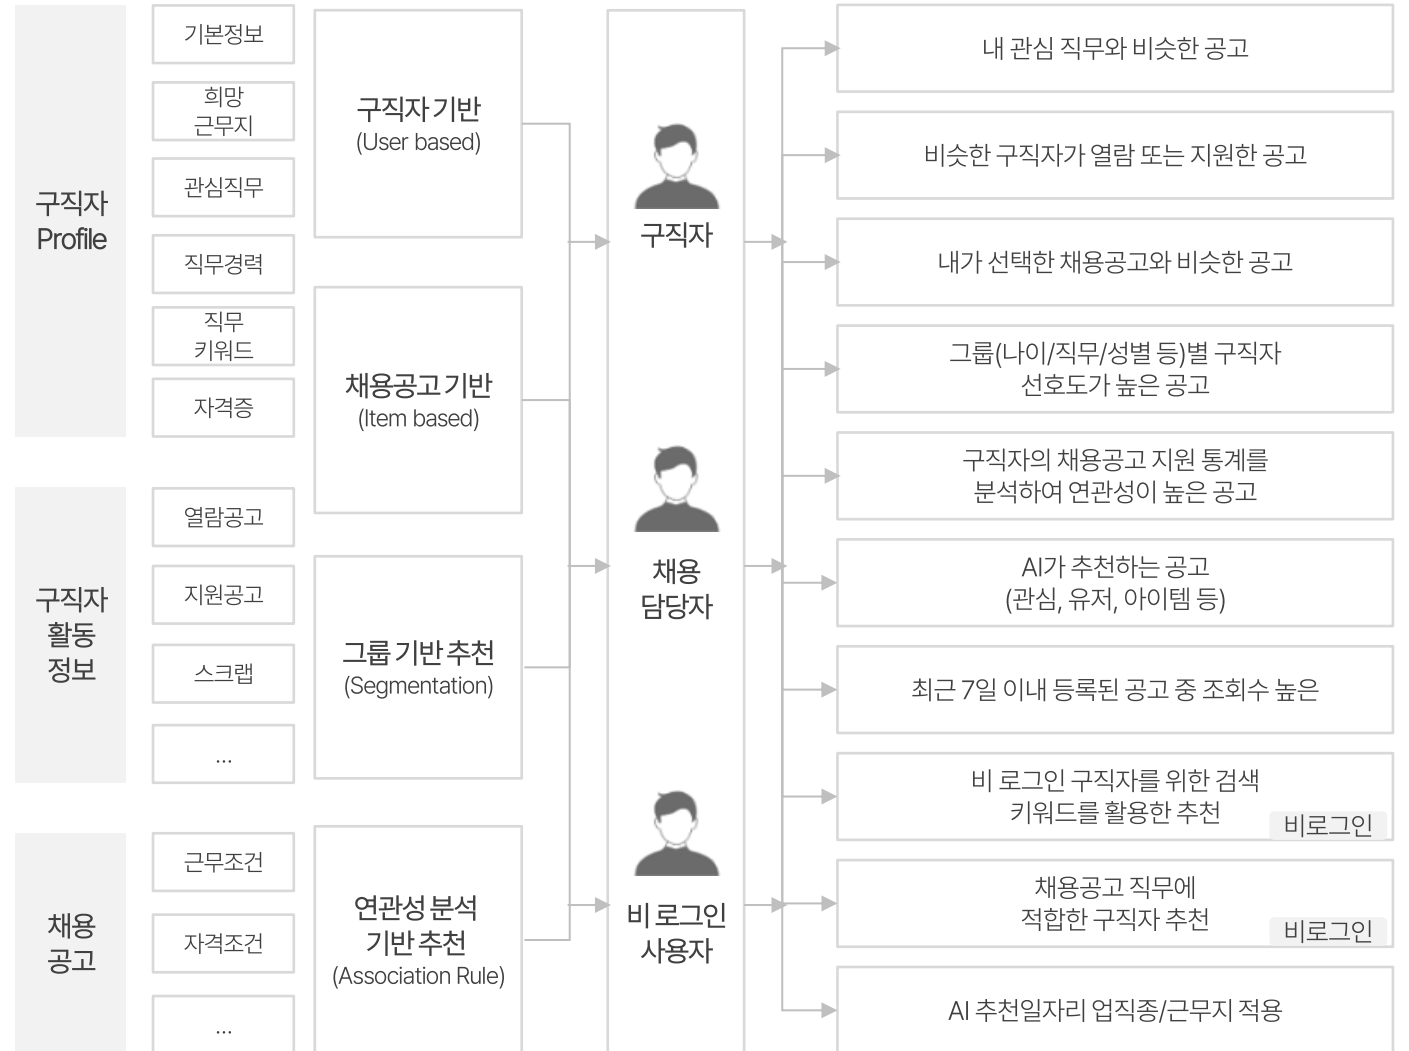 구직자
Profile
기본정보
희망
근무지
관심직무
직무경력
직무
키워드
자격증
구직자
활동
정보
열람공고
지원공고
스크랩
...
채용
공고
근무조건
자격조건
...
구직자 기반
(User based)
채용공고 기반
(Item based)
그룹 기반 추천
(Segmentation)
연관성 분석
기반 추천
(Association Rule)
구직자
채용
담당자
비 로그인
사용자
내 관심 직무와 비슷한 공고
비슷한 구직자가 열람 또는 지원한 공고
내가 선택한 채용공고와 비슷한 공고
그룹(나이/직무/성별 등)별 구직자
선호도가 높은 공고
구직자의 채용공고 지원 통계를
분석하여 연관성이 높은 공고
AI가 추천하는 공고
(관심, 유저, 아이템 등)
최근 7일 이내 등록된 공고 중 조회수 높은
비 로그인 구직자를 위한 검색
키워드를 활용한 추천
비로그인
채용공고 직무에
적합한 구직자 추천
비로그인
AI 추천일자리 업직종/근무지 적용